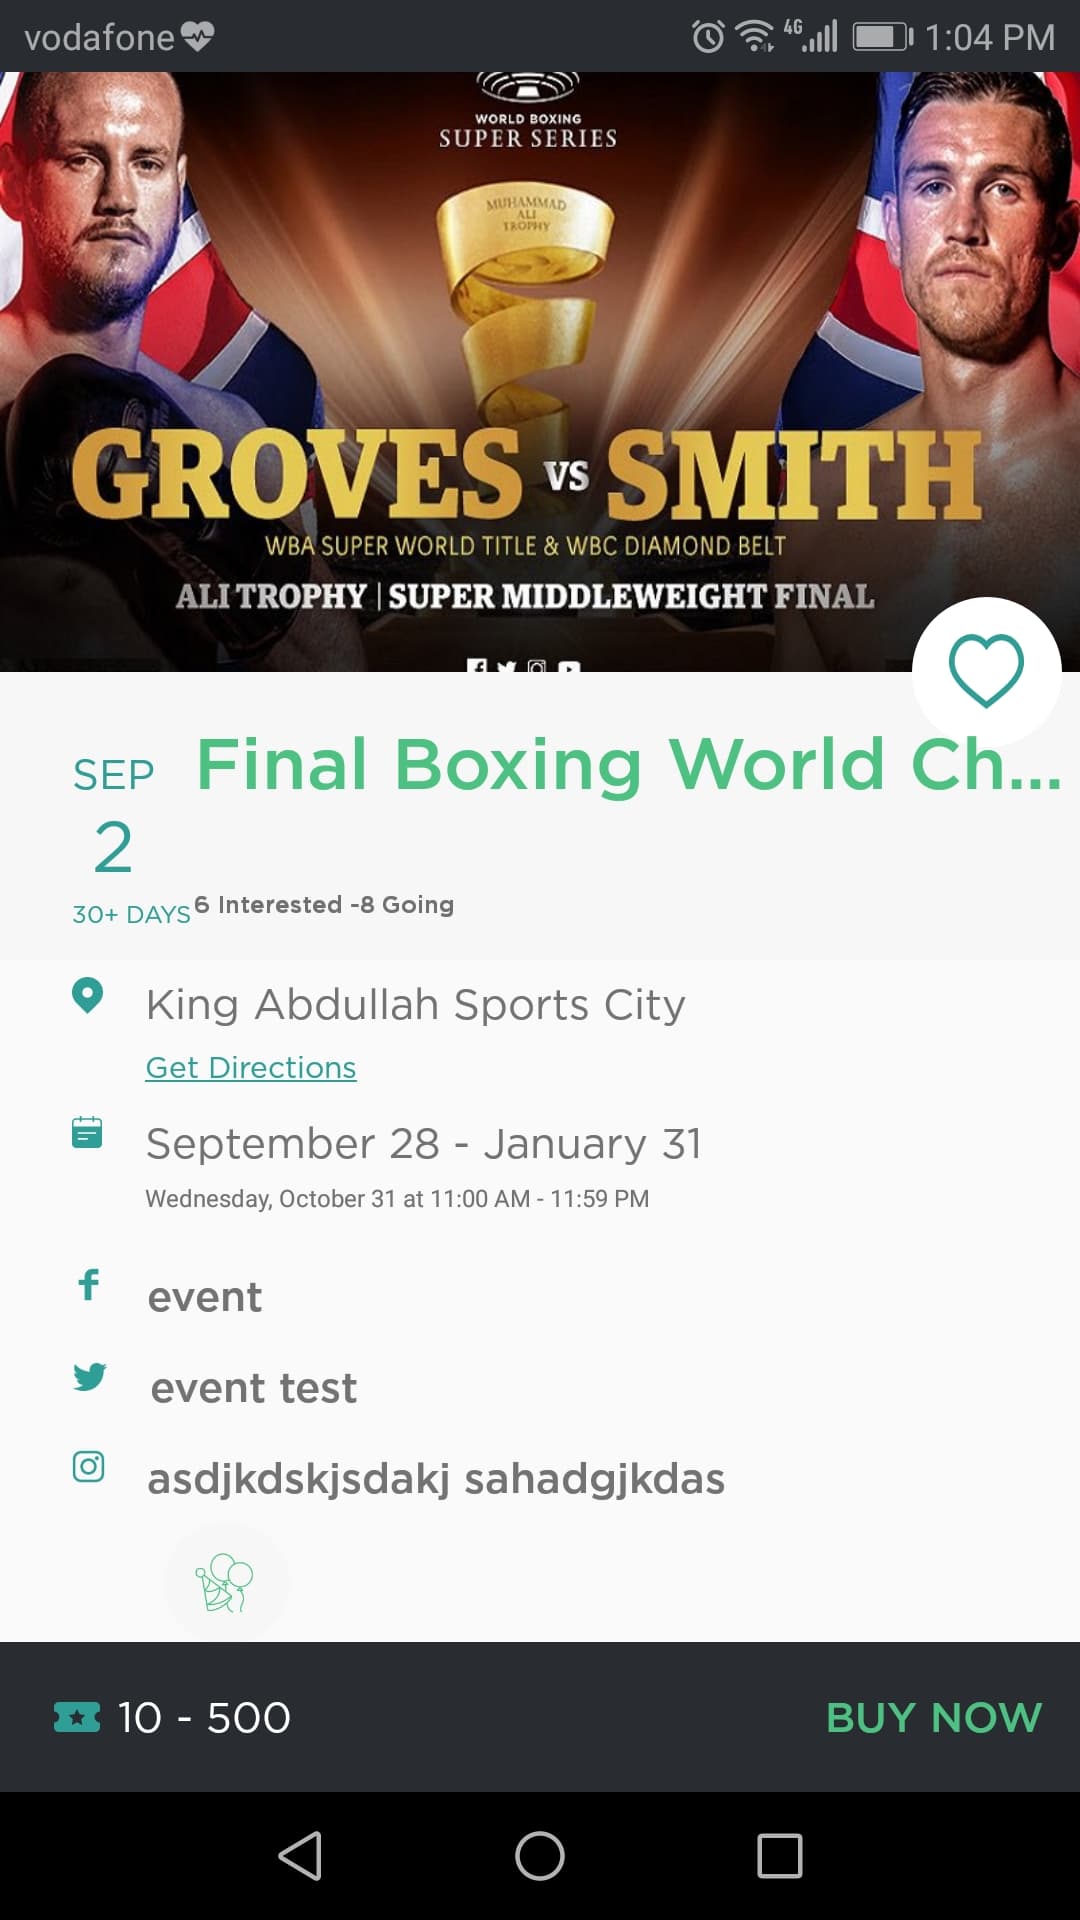 vodafone
4G
1:04 PM
WORLD BOXING
SUPER SERIES
MUHAMMAD
ALI
TROPHY
GROVES VS SMITH
WBA SUPER WORLD TITLE & WBC DIAMOND BELT
ALI TROPHY | SUPER MIDDLEWEIGHT FINAL
SEP
2
30+ DAYS
Final Boxing World Ch...
6 Interested -8 Going
King Abdullah Sports City
Get Directions
September 28 - January 31
Wednesday, October 31 at 11:00 AM - 11:59 PM
event
event test
asdjkdskjsdakj sahadgjkdas
10 - 500
BUY NOW